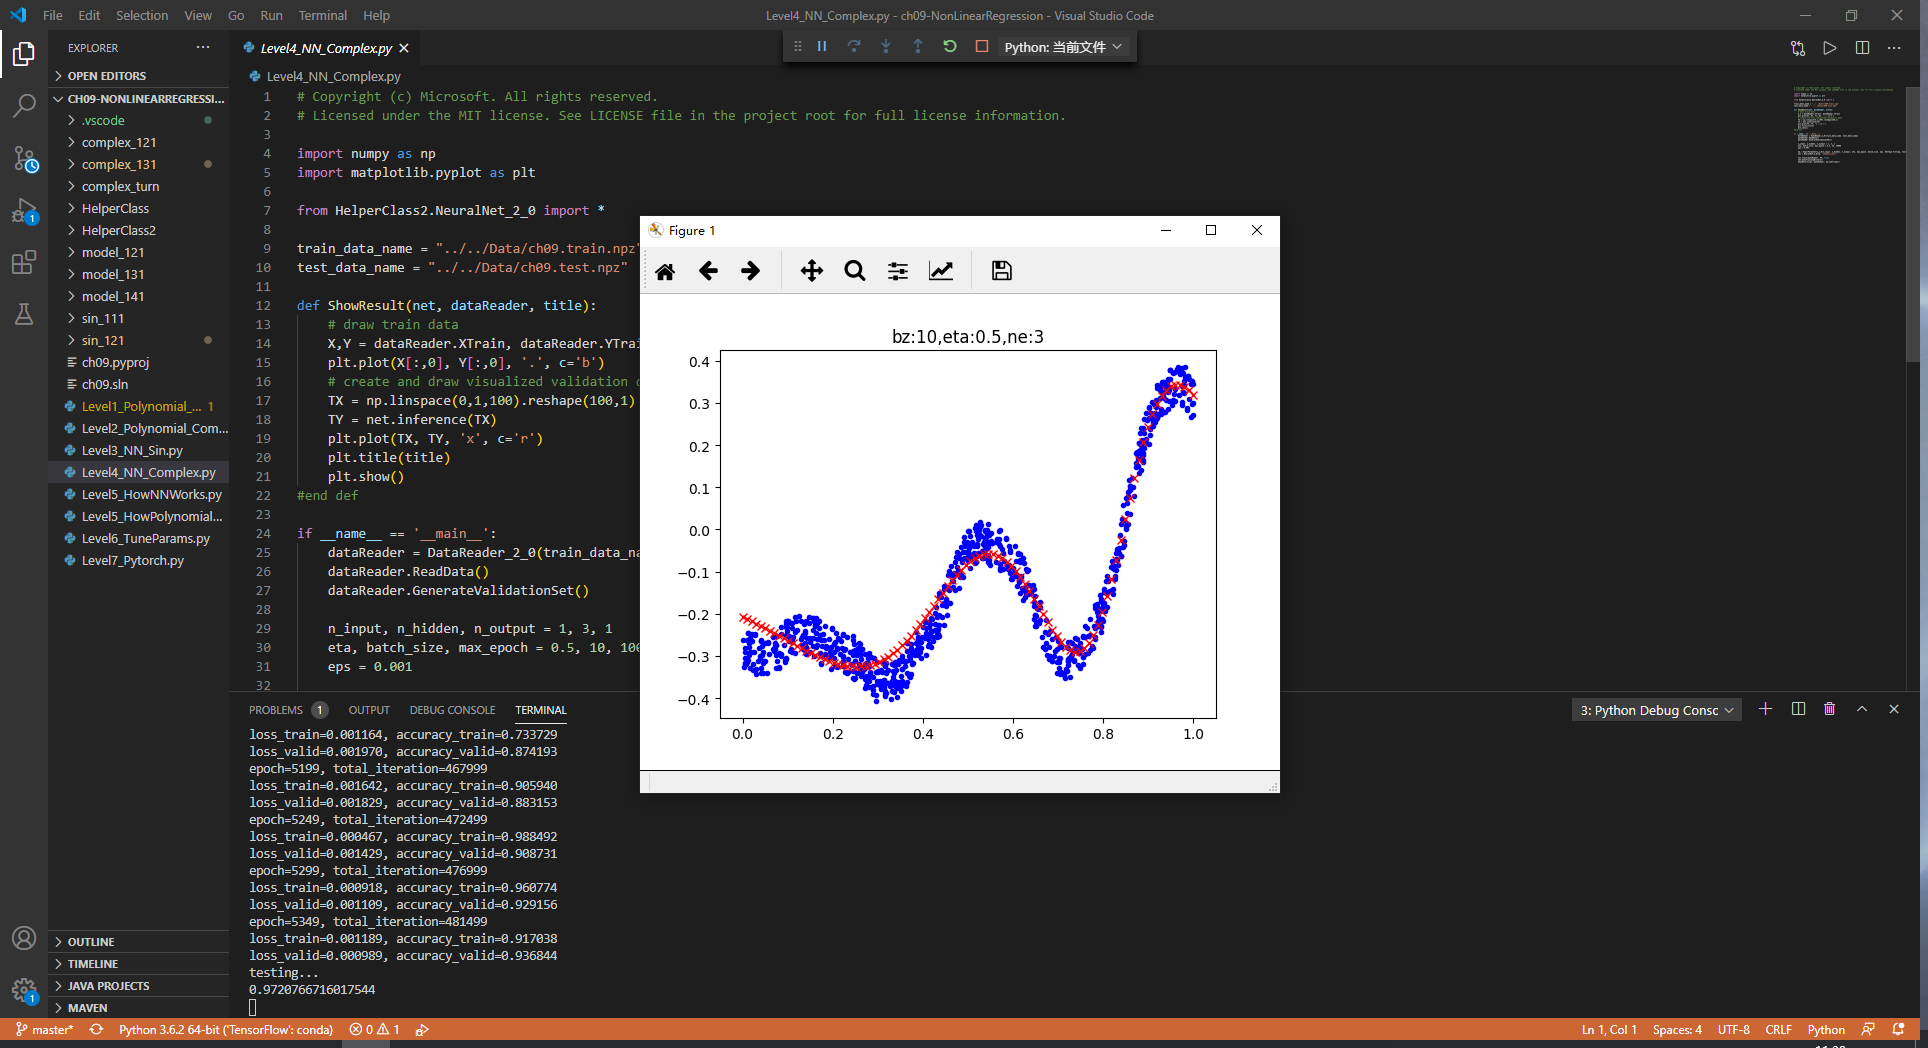 File Edit Selection View Go Run Terminal Help
Level4_NN_Complex.py - ch09-NonLinearRegression - Visual Studio Code
EXPLORER
OPEN EDITORS
CH09-NONLINEARREGRESSI...
.vscode
complex_121
complex_131
complex_turn
HelperClass
HelperClass2
model_121
model_131
model_141
sin_111
sin_121
ch09.pyproj
ch09.sln
Level1_Polynomial_... 1
Level2_Polynomial_Com...
Level3_NN_Sin.py
Level4_NN_Complex.py
Level5_HowNNWorks.py
Level5_HowPolynomial...
Level6_TuneParams.py
Level7_Pytorch.py
OUTLINE
TIMELINE
JAVA PROJECTS
MAVEN
1
1
Level4_NN_Complex.py
Python: 当前文件
Level4_NN_Complex.py
1 # Copyright (c) Microsoft. All rights reserved.
2 # Licensed under the MIT license. See LICENSE file in the project root for full license information.
3
4 import numpy as np
5 import matplotlib.pyplot as plt
6
7 from HelperClass2.NeuralNet_2_0 import *
8
9 train_data_name = "../../Data/ch09.train.npz"
10 test_data_name = "../../Data/ch09.test.npz"
11
12 def ShowResult(net, dataReader, title):
13 # draw train data
14 X,Y = dataReader.XTrain, dataReader.YTrai
15 plt.plot(X[:,0], Y[:,0], '.', c='b')
16 # create and draw visualized validation
17 TX = np.linspace(0,1,100).reshape(100,1)
18 TY = net.inference(TX)
19 plt.plot(TX, TY, 'x', c='r')
20 plt.title(title)
21 plt.show()
22 #end def
23
24 if __name__ == '__main__':
25 dataReader = DataReader_2_0(train_data_na
26 dataReader.ReadData()
27 dataReader.GenerateValidationSet()
28
29 n_input, n_hidden, n_output = 1, 3, 1
30 eta, batch_size, max_epoch = 0.5, 10, 100
31 eps = 0.001
32
Figure 1
bz:10,eta:0.5,ne:3
0.4
0.3
0.2
0.1
0.0
−0.1
−0.2
−0.3
−0.4
0.0 0.2 0.4 0.6 0.8 1.0
PROBLEMS 1 OUTPUT DEBUG CONSOLE TERMINAL
3: Python Debug Consc
loss_train=0.001164, accuracy_train=0.733729
loss_valid=0.001970, accuracy_valid=0.874193
epoch=5199, total_iteration=467999
loss_train=0.001642, accuracy_train=0.905940
loss_valid=0.001829, accuracy_valid=0.883153
epoch=5249, total_iteration=472499
loss_train=0.000467, accuracy_train=0.988492
loss_valid=0.001429, accuracy_valid=0.908731
epoch=5299, total_iteration=476999
loss_train=0.000918, accuracy_train=0.960774
loss_valid=0.001109, accuracy_valid=0.929156
epoch=5349, total_iteration=481499
loss_train=0.001189, accuracy_train=0.917038
loss_valid=0.000989, accuracy_valid=0.936844
testing...
0.9720766716017544
master* Python 3.6.2 64-bit ('TensorFlow': conda) 0 1
Ln 1, Col 1 Spaces: 4 UTF-8 CRLF Python